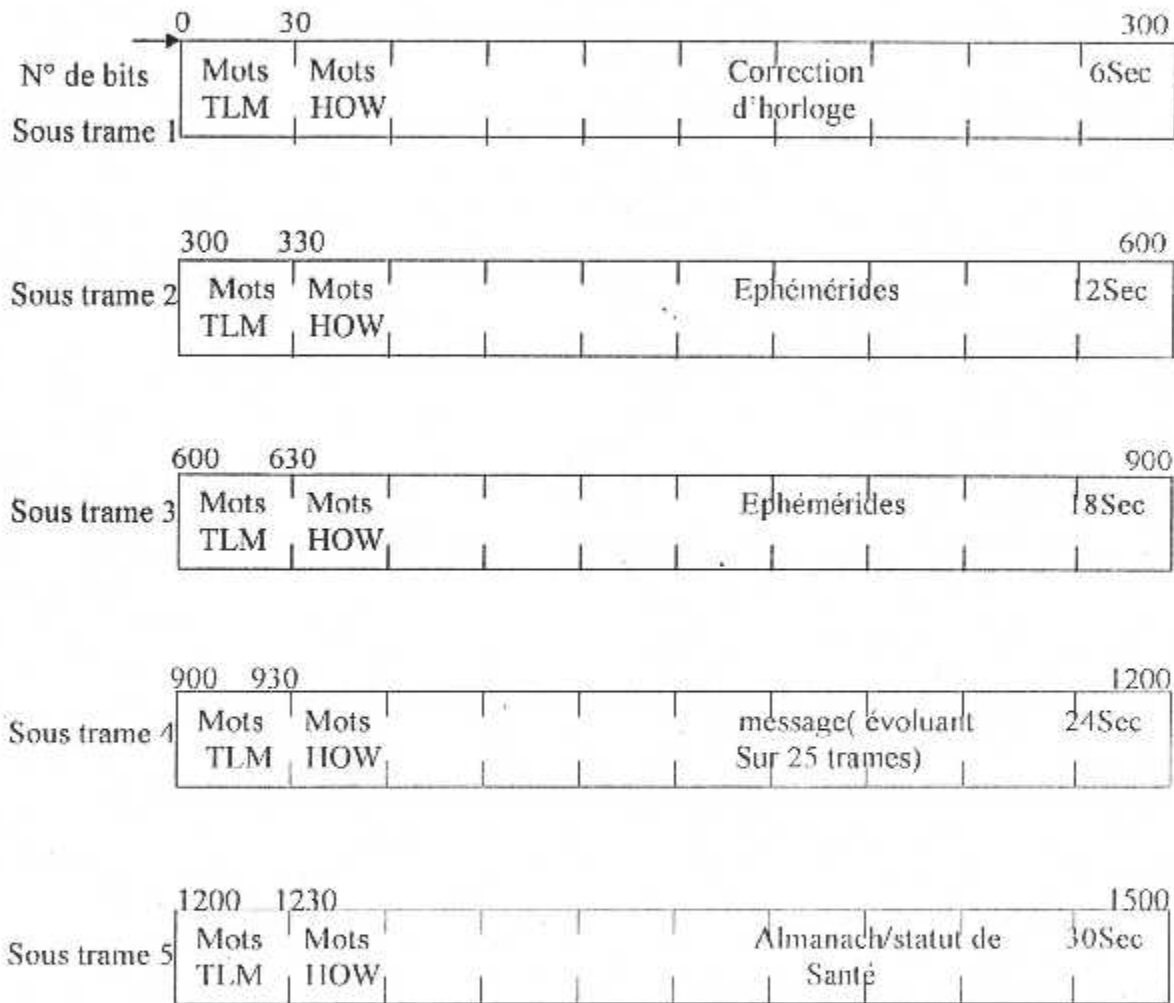 0 30 300
N° de bits Mots Mots Correction 6Sec
TLM HOW d'horloge
Sous trame 1
300 330 600
Sous trame 2 Mots Mots Ephémérides 12Sec
TLM HOW
600 630 900
Sous trame 3 Mots Mots Ephémérides 18Sec
TLM HOW
900 930 1200
Sous trame 4 Mots Mots message( évoluant 24Sec
TLM HOW Sur 25 trames)
1200 1230 1500
Sous trame 5 Mots Mots Almanach/statut de 30Sec
TLM HOW Santé